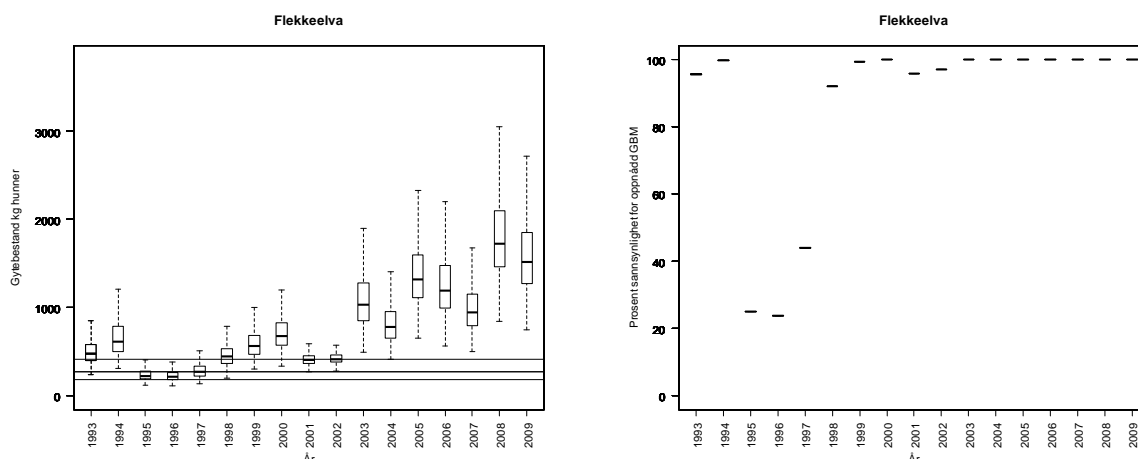 Flekkeelva
Gytebestand kg hunner
3000
2000
1000
0
1993 1994 1995 1996 1997 1998 1999 2000 2001 2002 2003 2004 2005 2006 2007 2008 2009
År
Flekkeelva
Prosent sannsynlighet for oppnådd GBM
100
80
60
40
20
0
1993 1994 1995 1996 1997 1998 1999 2000 2001 2002 2003 2004 2005 2006 2007 2008 2009
År